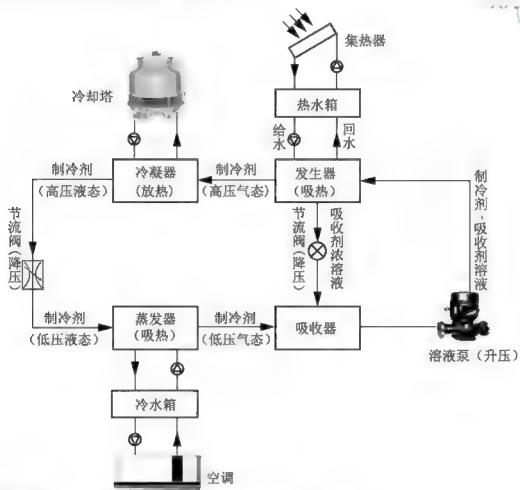 集热器
冷却塔
热水箱
给水
回水
制冷剂
(高压液态)
冷凝器
(放热)
制冷剂
(高压气态)
发生器
(吸热)
制冷剂-吸收剂溶液
节流阀(降压)
节流阀(降压)
吸收剂浓溶液
制冷剂
(低压液态)
蒸发器
(吸热)
制冷剂
(低压气态)
吸收器
溶液泵(升压)
冷水箱
空调